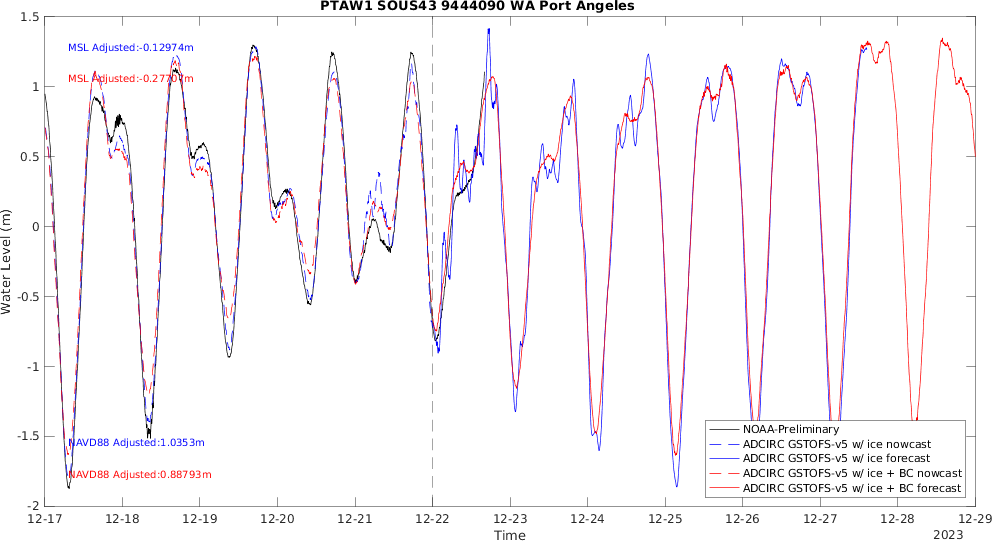 PTAW1 SOUS43 9444090 WA Port Angeles
1.5
1
0.5
0
-0.5
-1
-1.5
-2
Water Level (m)
MSL Adjusted:-0.12974m
MSL Adjusted:-0.27707m
NAVD88 Adjusted:1.0353m
NAVD88 Adjusted:0.88793m
NOAA-Preliminary
ADCIRC GSTOFS-v5 w/ ice nowcast
ADCIRC GSTOFS-v5 w/ ice forecast
ADCIRC GSTOFS-v5 w/ ice + BC nowcast
ADCIRC GSTOFS-v5 w/ ice + BC forecast
12-17 12-18 12-19 12-20 12-21 12-22 12-23 12-24 12-25 12-26 12-27 12-28 12-29
Time
2023